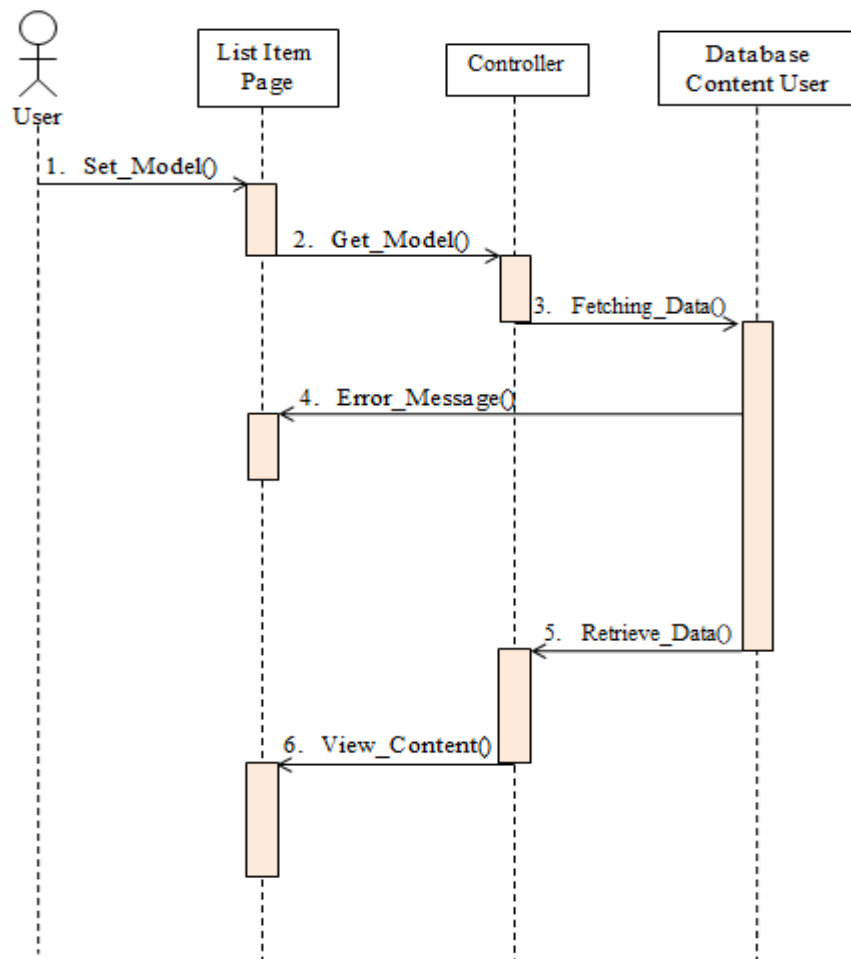 User
List Item
Page
Controller
Database
Content User
1. Set_Model()
2. Get_Model()
3. Fetching_Data()
4. Error_Message()
5. Retrieve_Data()
6. View_Content()